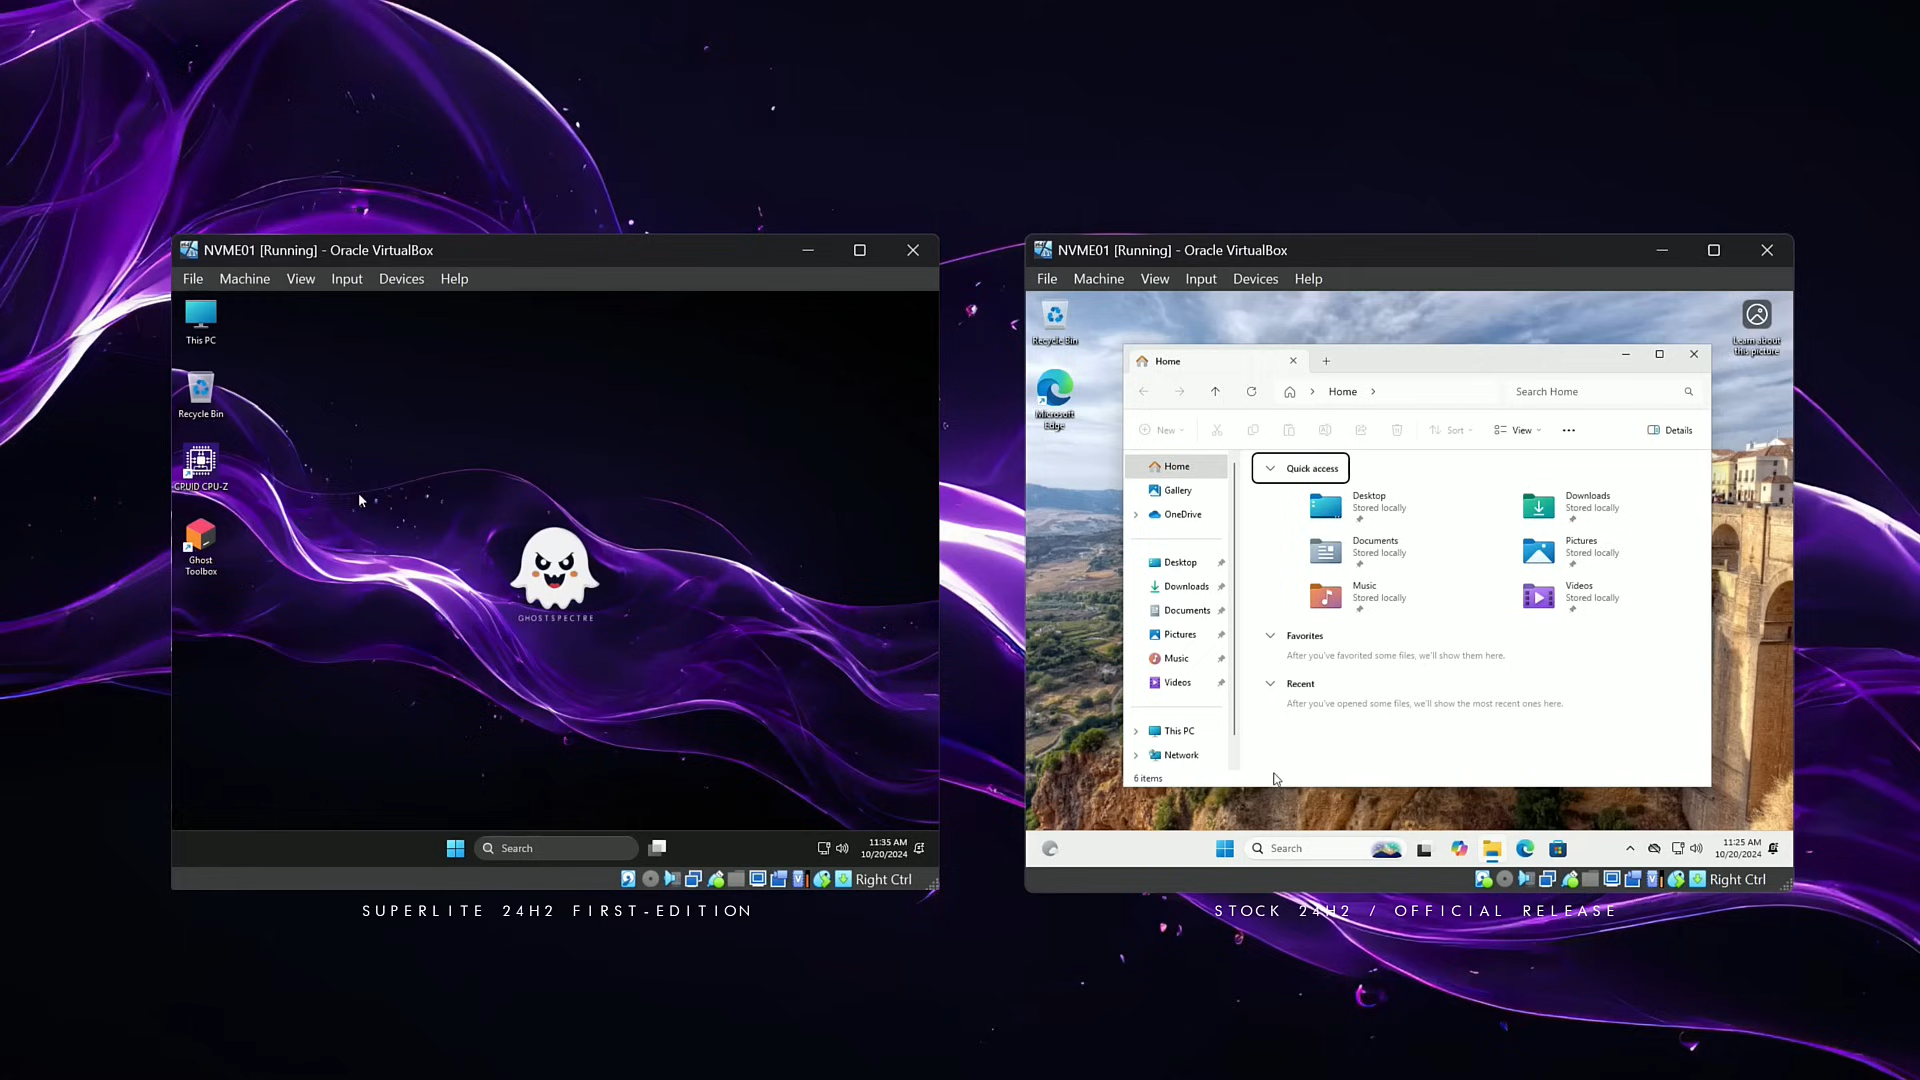 NVME01 [Running] - Oracle VirtualBox
File Machine View Input Devices Help
This PC
Recycle Bin
CPUID CPU-Z
Ghost
Toolbox
GHOSTSPECTRE
Search
11:35 AM
10/20/2024
Right Ctrl
SUPERLITE 24H2 FIRST-EDITION
NVME01 [Running] - Oracle VirtualBox
File Machine View Input Devices Help
Recycle Bin
Microsoft
Edge
Learn about
this picture
Home
Home
Search Home
New
Sort
View
Details
Home
Gallery
OneDrive
Desktop
Downloads
Documents
Pictures
Music
Videos
This PC
Network
6 items
Quick access
Desktop
Stored locally
Downloads
Stored locally
Documents
Stored locally
Pictures
Stored locally
Music
Stored locally
Videos
Stored locally
Favorites
After you've favorited some files, we'll show them here.
Recent
After you've opened some files, we'll show the most recent ones here.
Search
11:25 AM
10/20/2024
Right Ctrl
STOCK 24H2 / OFFICIAL RELEASE